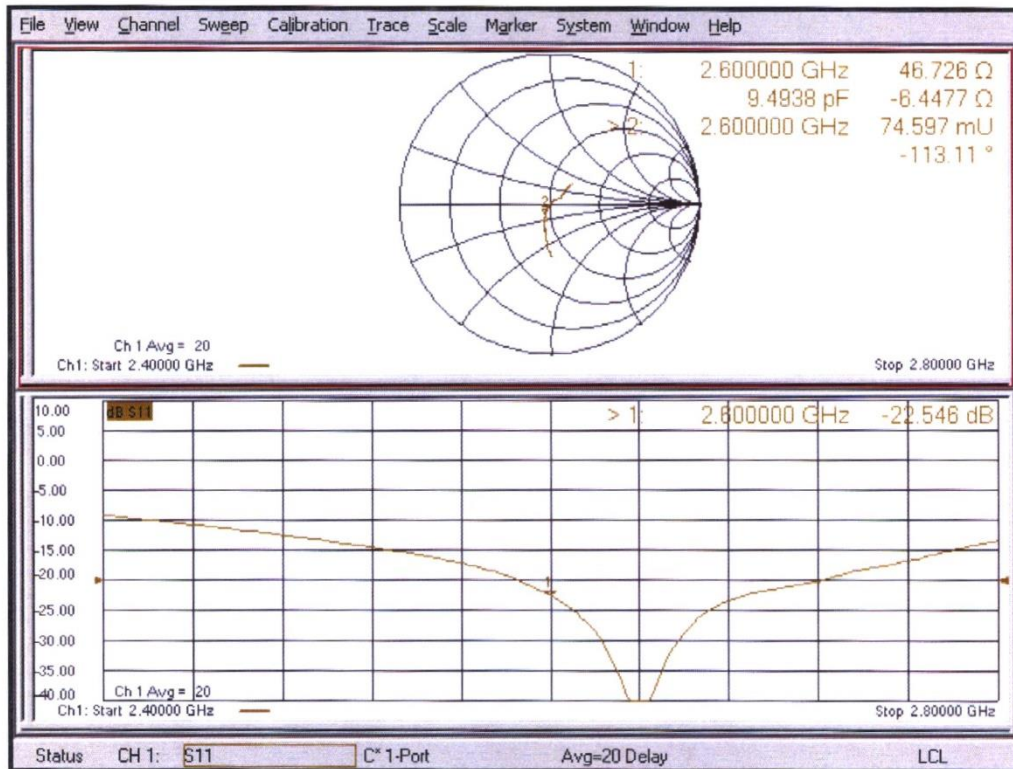 File View Channel Sweep Calibration Trace Scale Marker System Window Help
1: 2.600000 GHz 46.726 Ω
9.4938 pF -6.4477 Ω
> 2: 2.600000 GHz 74.597 mU
-113.11 °
2
Ch 1 Avg = 20
Ch1: Start 2.40000 GHz Stop 2.80000 GHz
10.00 dB S11 > 1: 2.600000 GHz -22.546 dB
5.00
0.00
-5.00
-10.00
-15.00
-20.00
1
-25.00
-30.00
-35.00
-40.00 Ch 1 Avg = 20
Ch1: Start 2.40000 GHz Stop 2.80000 GHz
Status CH 1: S11 C* 1-Port Avg=20 Delay LCL